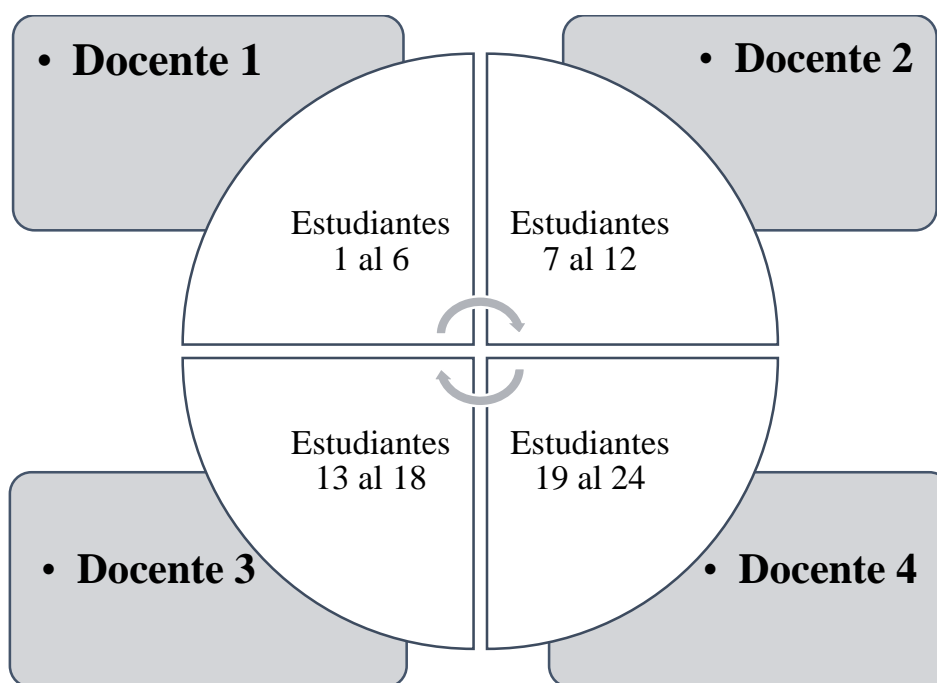 • Docente 1
• Docente 2
Estudiantes
1 al 6
Estudiantes
7 al 12
Estudiantes
13 al 18
Estudiantes
19 al 24
• Docente 3
• Docente 4